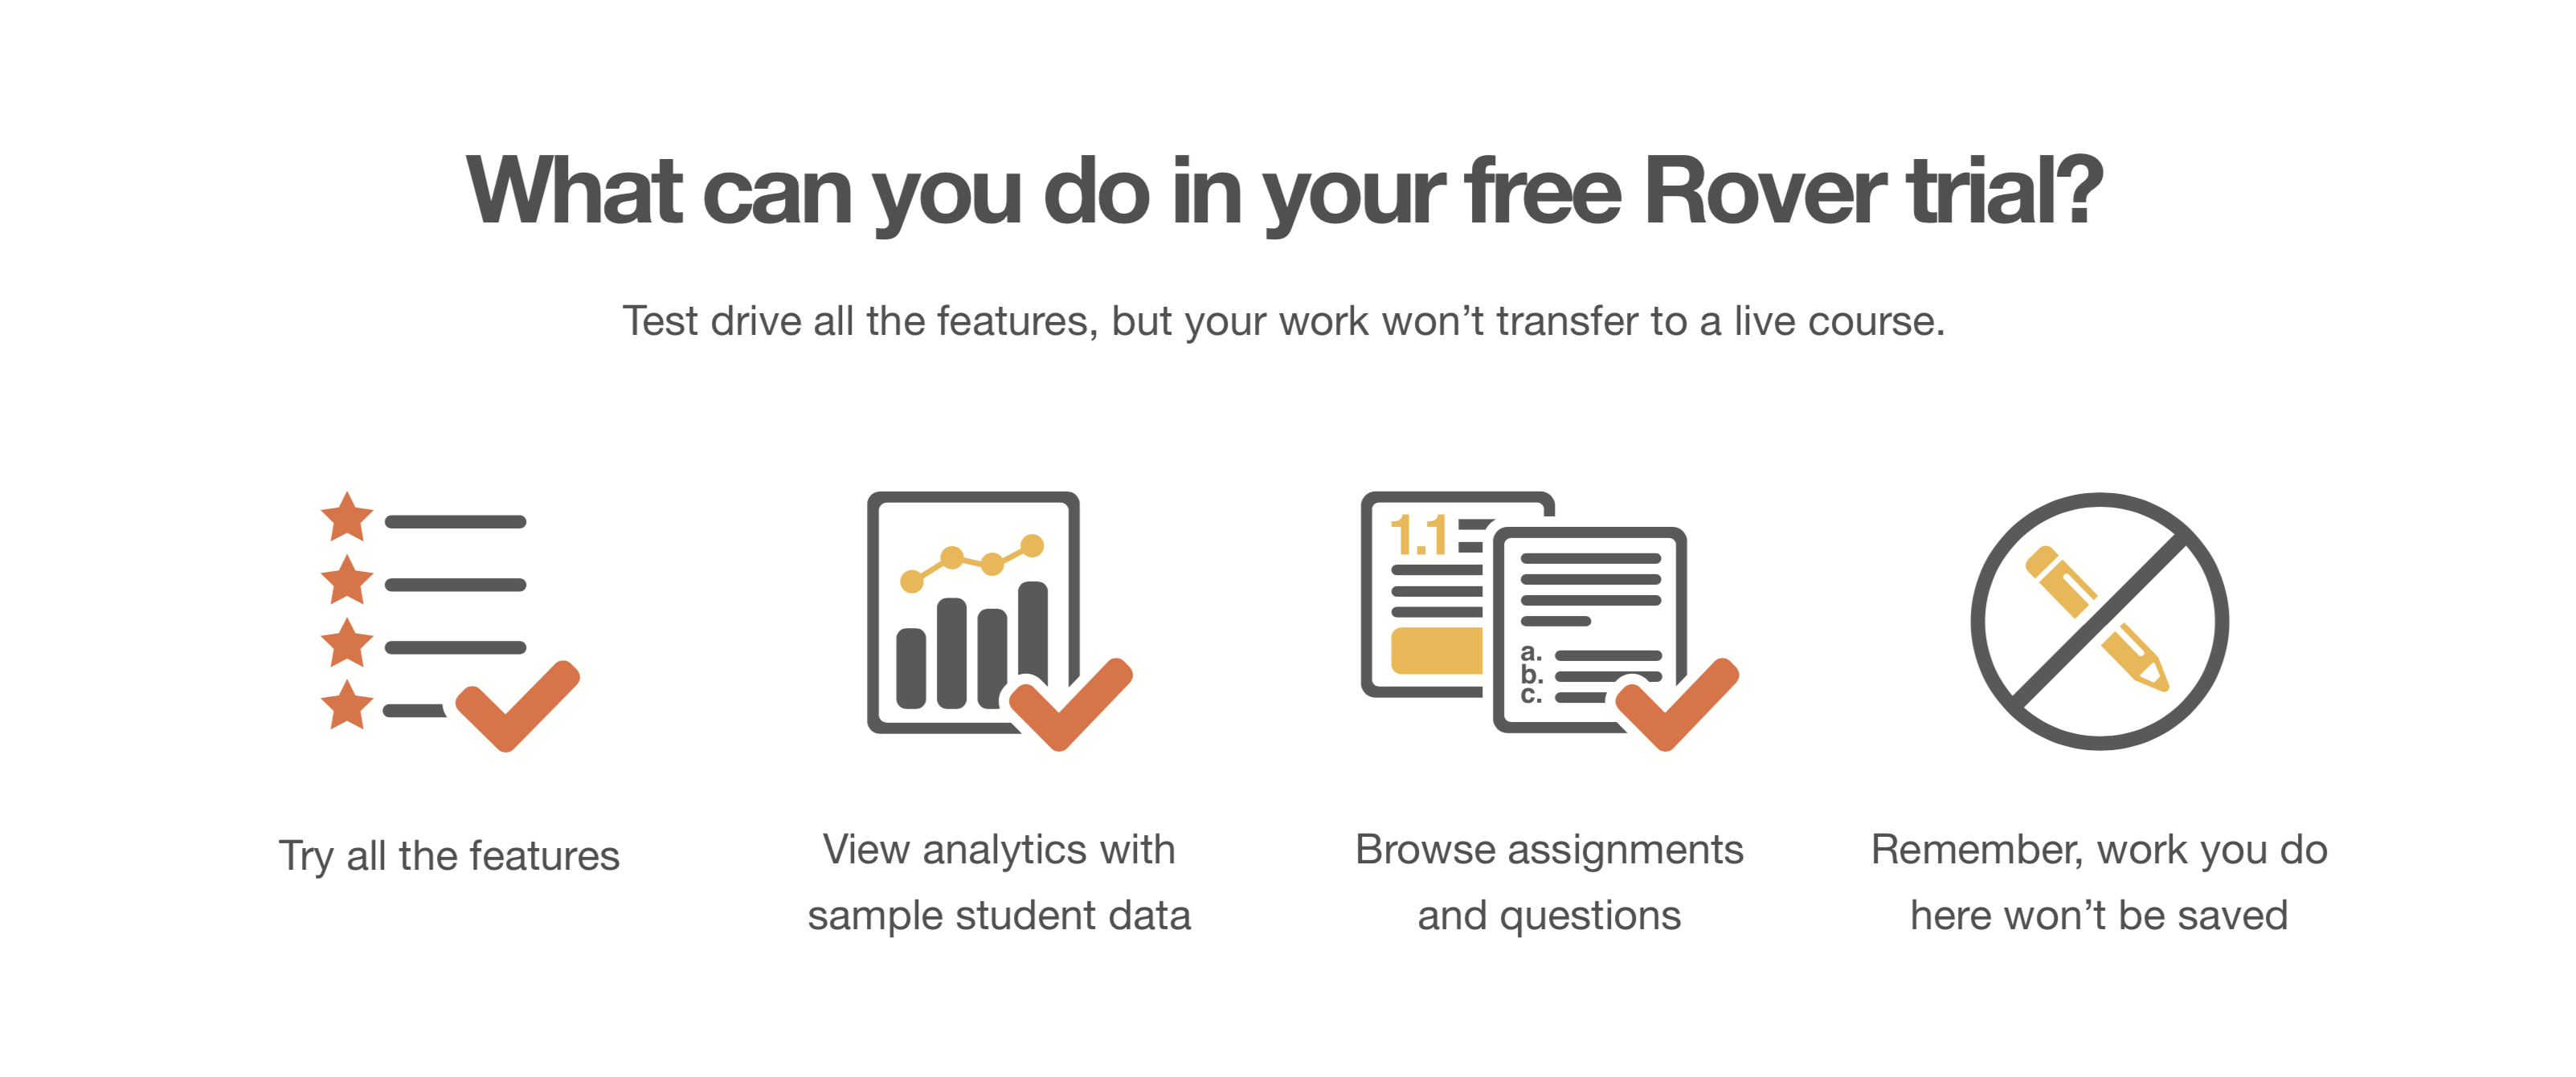 What can you do in your free Rover trial?
Test drive all the features, but your work won’t transfer to a live course.
1.1
a.
b.
c.
Try all the features
View analytics with
sample student data
Browse assignments
and questions
Remember, work you do
here won’t be saved